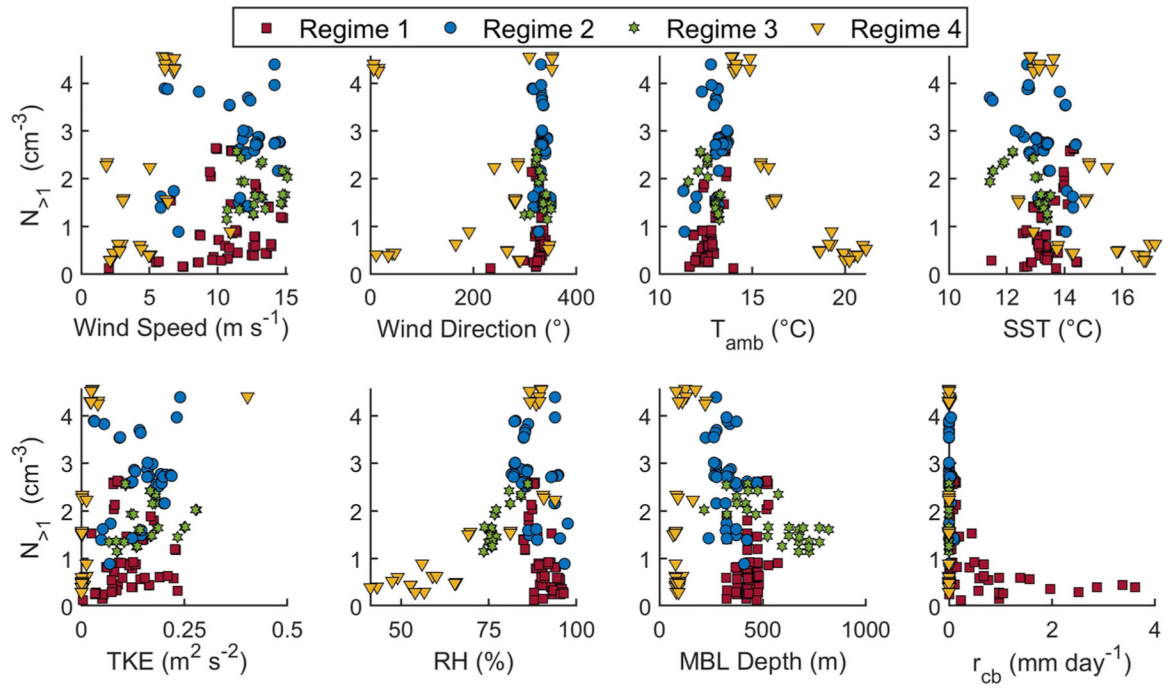 Regime 1 Regime 2 Regime 3 Regime 4
N>1 (cm-3)
4
3
2
1
0
0 5 10 15
Wind Speed (m s-1)
0 200 400
Wind Direction (°)
10 15 20
Tamb (°C)
10 12 14 16
SST (°C)
N>1 (cm-3)
4
3
2
1
0
0 0.25 0.5
TKE (m2 s-2)
50 75 100
RH (%)
0 500 1000
MBL Depth (m)
0 2 4
rcb (mm day-1)